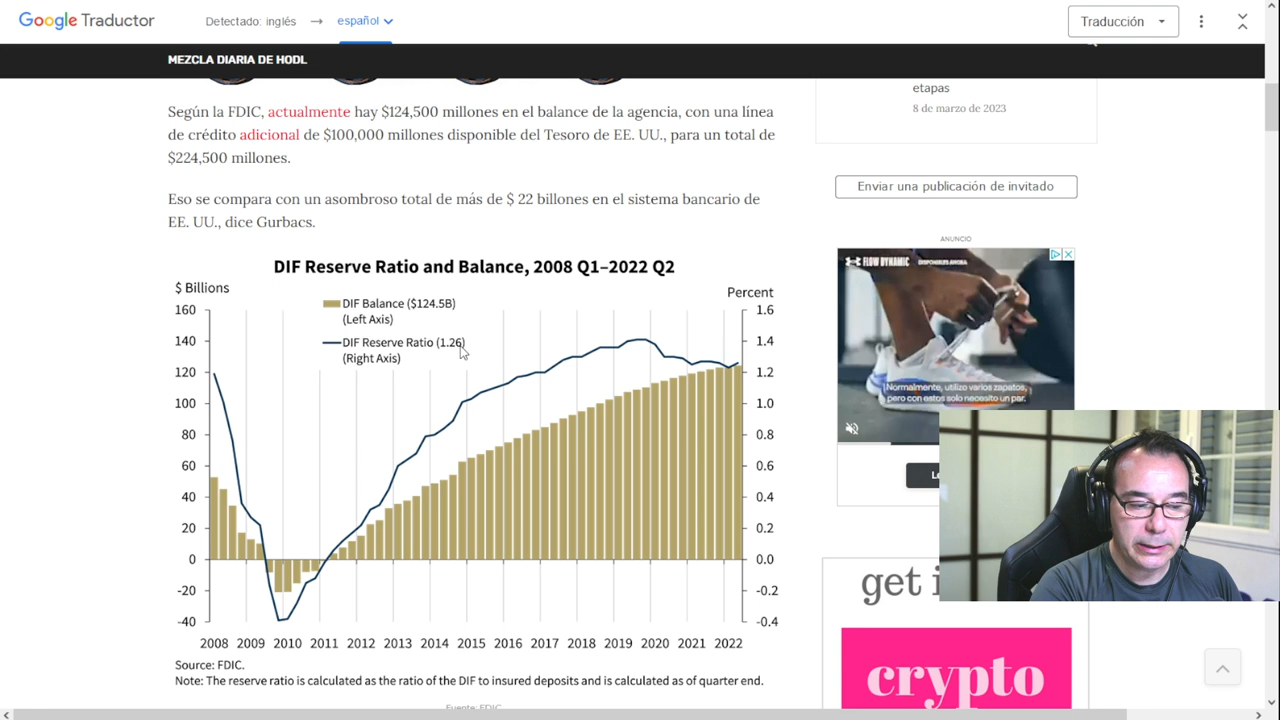 Google Traductor
Detectado: inglés → español
Traducción
MEZCLA DIARIA DE HODL
Según la FDIC, actualmente hay $124,500 millones en el balance de la agencia, con una línea
de crédito adicional de $100,000 millones disponible del Tesoro de EE. UU., para un total de
$224,500 millones.
Eso se compara con un asombroso total de más de $ 22 billones en el sistema bancario de
EE. UU., dice Gurbacs.
DIF Reserve Ratio and Balance, 2008 Q1–2022 Q2
$ Billions
Percent
DIF Balance ($124.5B)
(Left Axis)
DIF Reserve Ratio (1.26)
(Right Axis)
160
140
120
100
80
60
40
20
0
-20
-40
1.6
1.4
1.2
1.0
0.8
0.6
0.4
0.2
0.0
-0.2
-0.4
2008 2009 2010 2011 2012 2013 2014 2015 2016 2017 2018 2019 2020 2021 2022
Source: FDIC.
Note: The reserve ratio is calculated as the ratio of the DIF to insured deposits and is calculated as of quarter end.
Fuente: FDIC
etapas
8 de marzo de 2023
Enviar una publicación de invitado
ANUNCIO
FLOW DYNAMIC
Normalmente, utilizo varios zapatos,
pero con estos solo necesito un par.
get
crypto